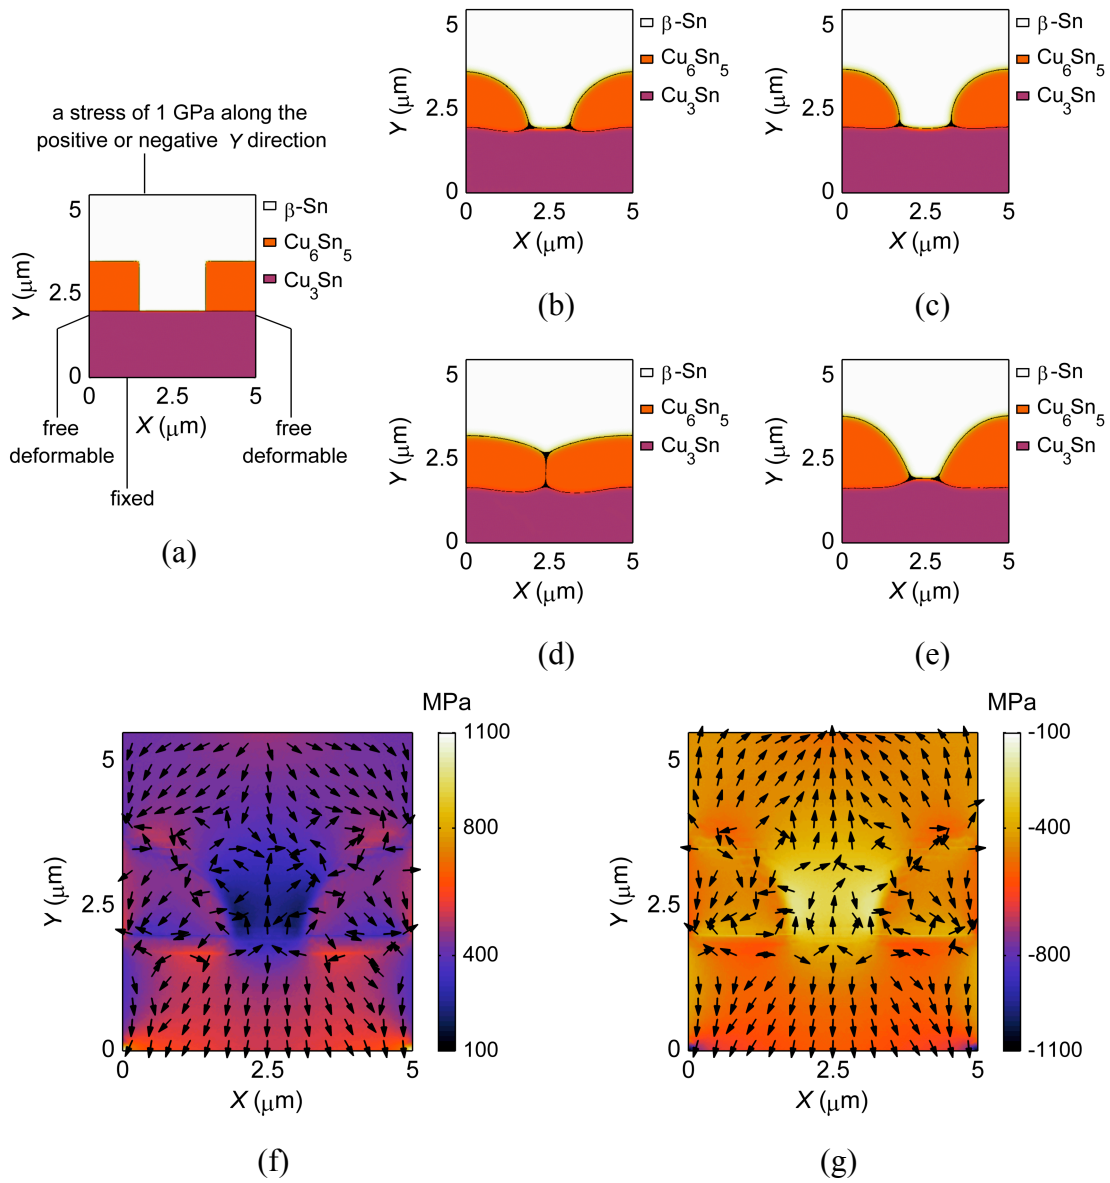 a stress of 1 GPa along the
positive or negative Y direction
5
2.5
0
Y (μm)
0 2.5 5
X (μm)
β-Sn
Cu6Sn5
Cu3Sn
free
deformable
fixed
free
deformable
(a)
5
2.5
0
Y (μm)
0 2.5 5
X (μm)
β-Sn
Cu6Sn5
Cu3Sn
(b)
5
2.5
0
Y (μm)
0 2.5 5
X (μm)
β-Sn
Cu6Sn5
Cu3Sn
(c)
5
2.5
0
Y (μm)
0 2.5 5
X (μm)
β-Sn
Cu6Sn5
Cu3Sn
(d)
5
2.5
0
Y (μm)
0 2.5 5
X (μm)
β-Sn
Cu6Sn5
Cu3Sn
(e)
MPa
1100
800
400
100
5
2.5
0
Y (μm)
0 2.5 5
X (μm)
(f)
MPa
-100
-400
-800
-1100
5
2.5
0
Y (μm)
0 2.5 5
X (μm)
(g)